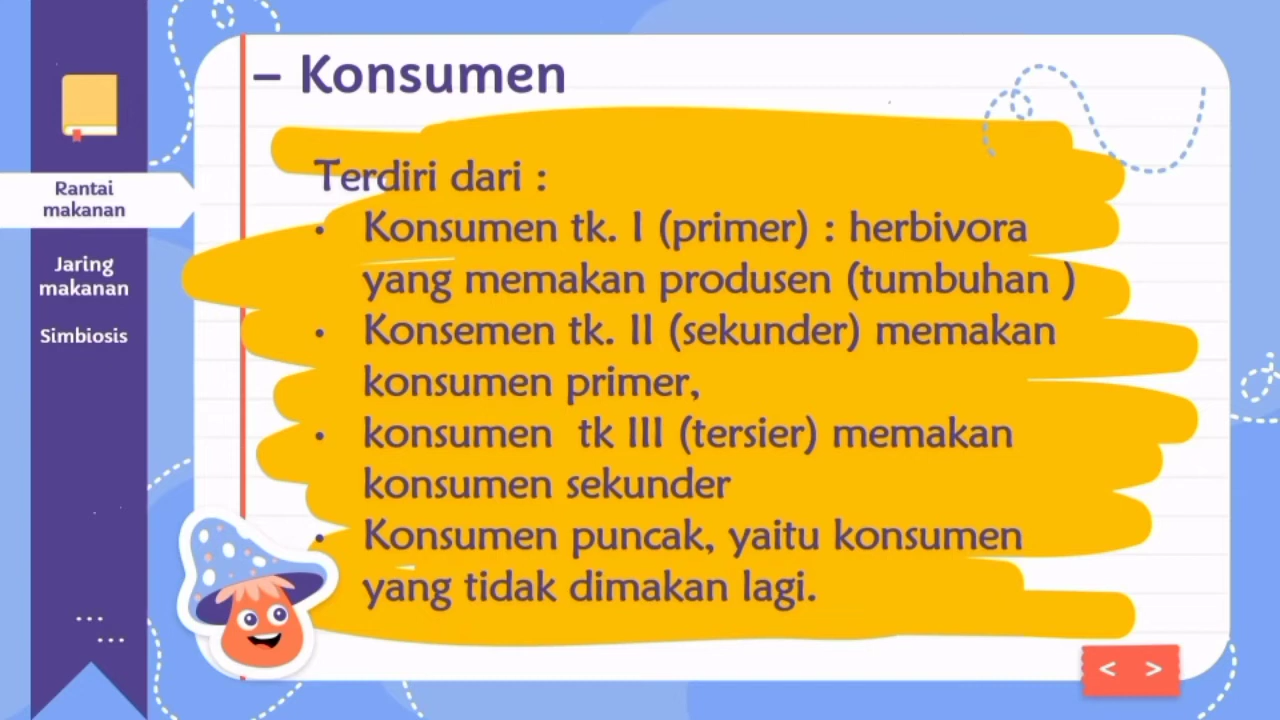 Rantai
makanan
Jaring
makanan
Simbiosis
– Konsumen
Terdiri dari :
• Konsumen tk. I (primer) : herbivora
yang memakan produsen (tumbuhan )
• Konsemen tk. II (sekunder) memakan
konsumen primer,
• konsumen tk III (tersier) memakan
konsumen sekunder
• Konsumen puncak, yaitu konsumen
yang tidak dimakan lagi.
< >